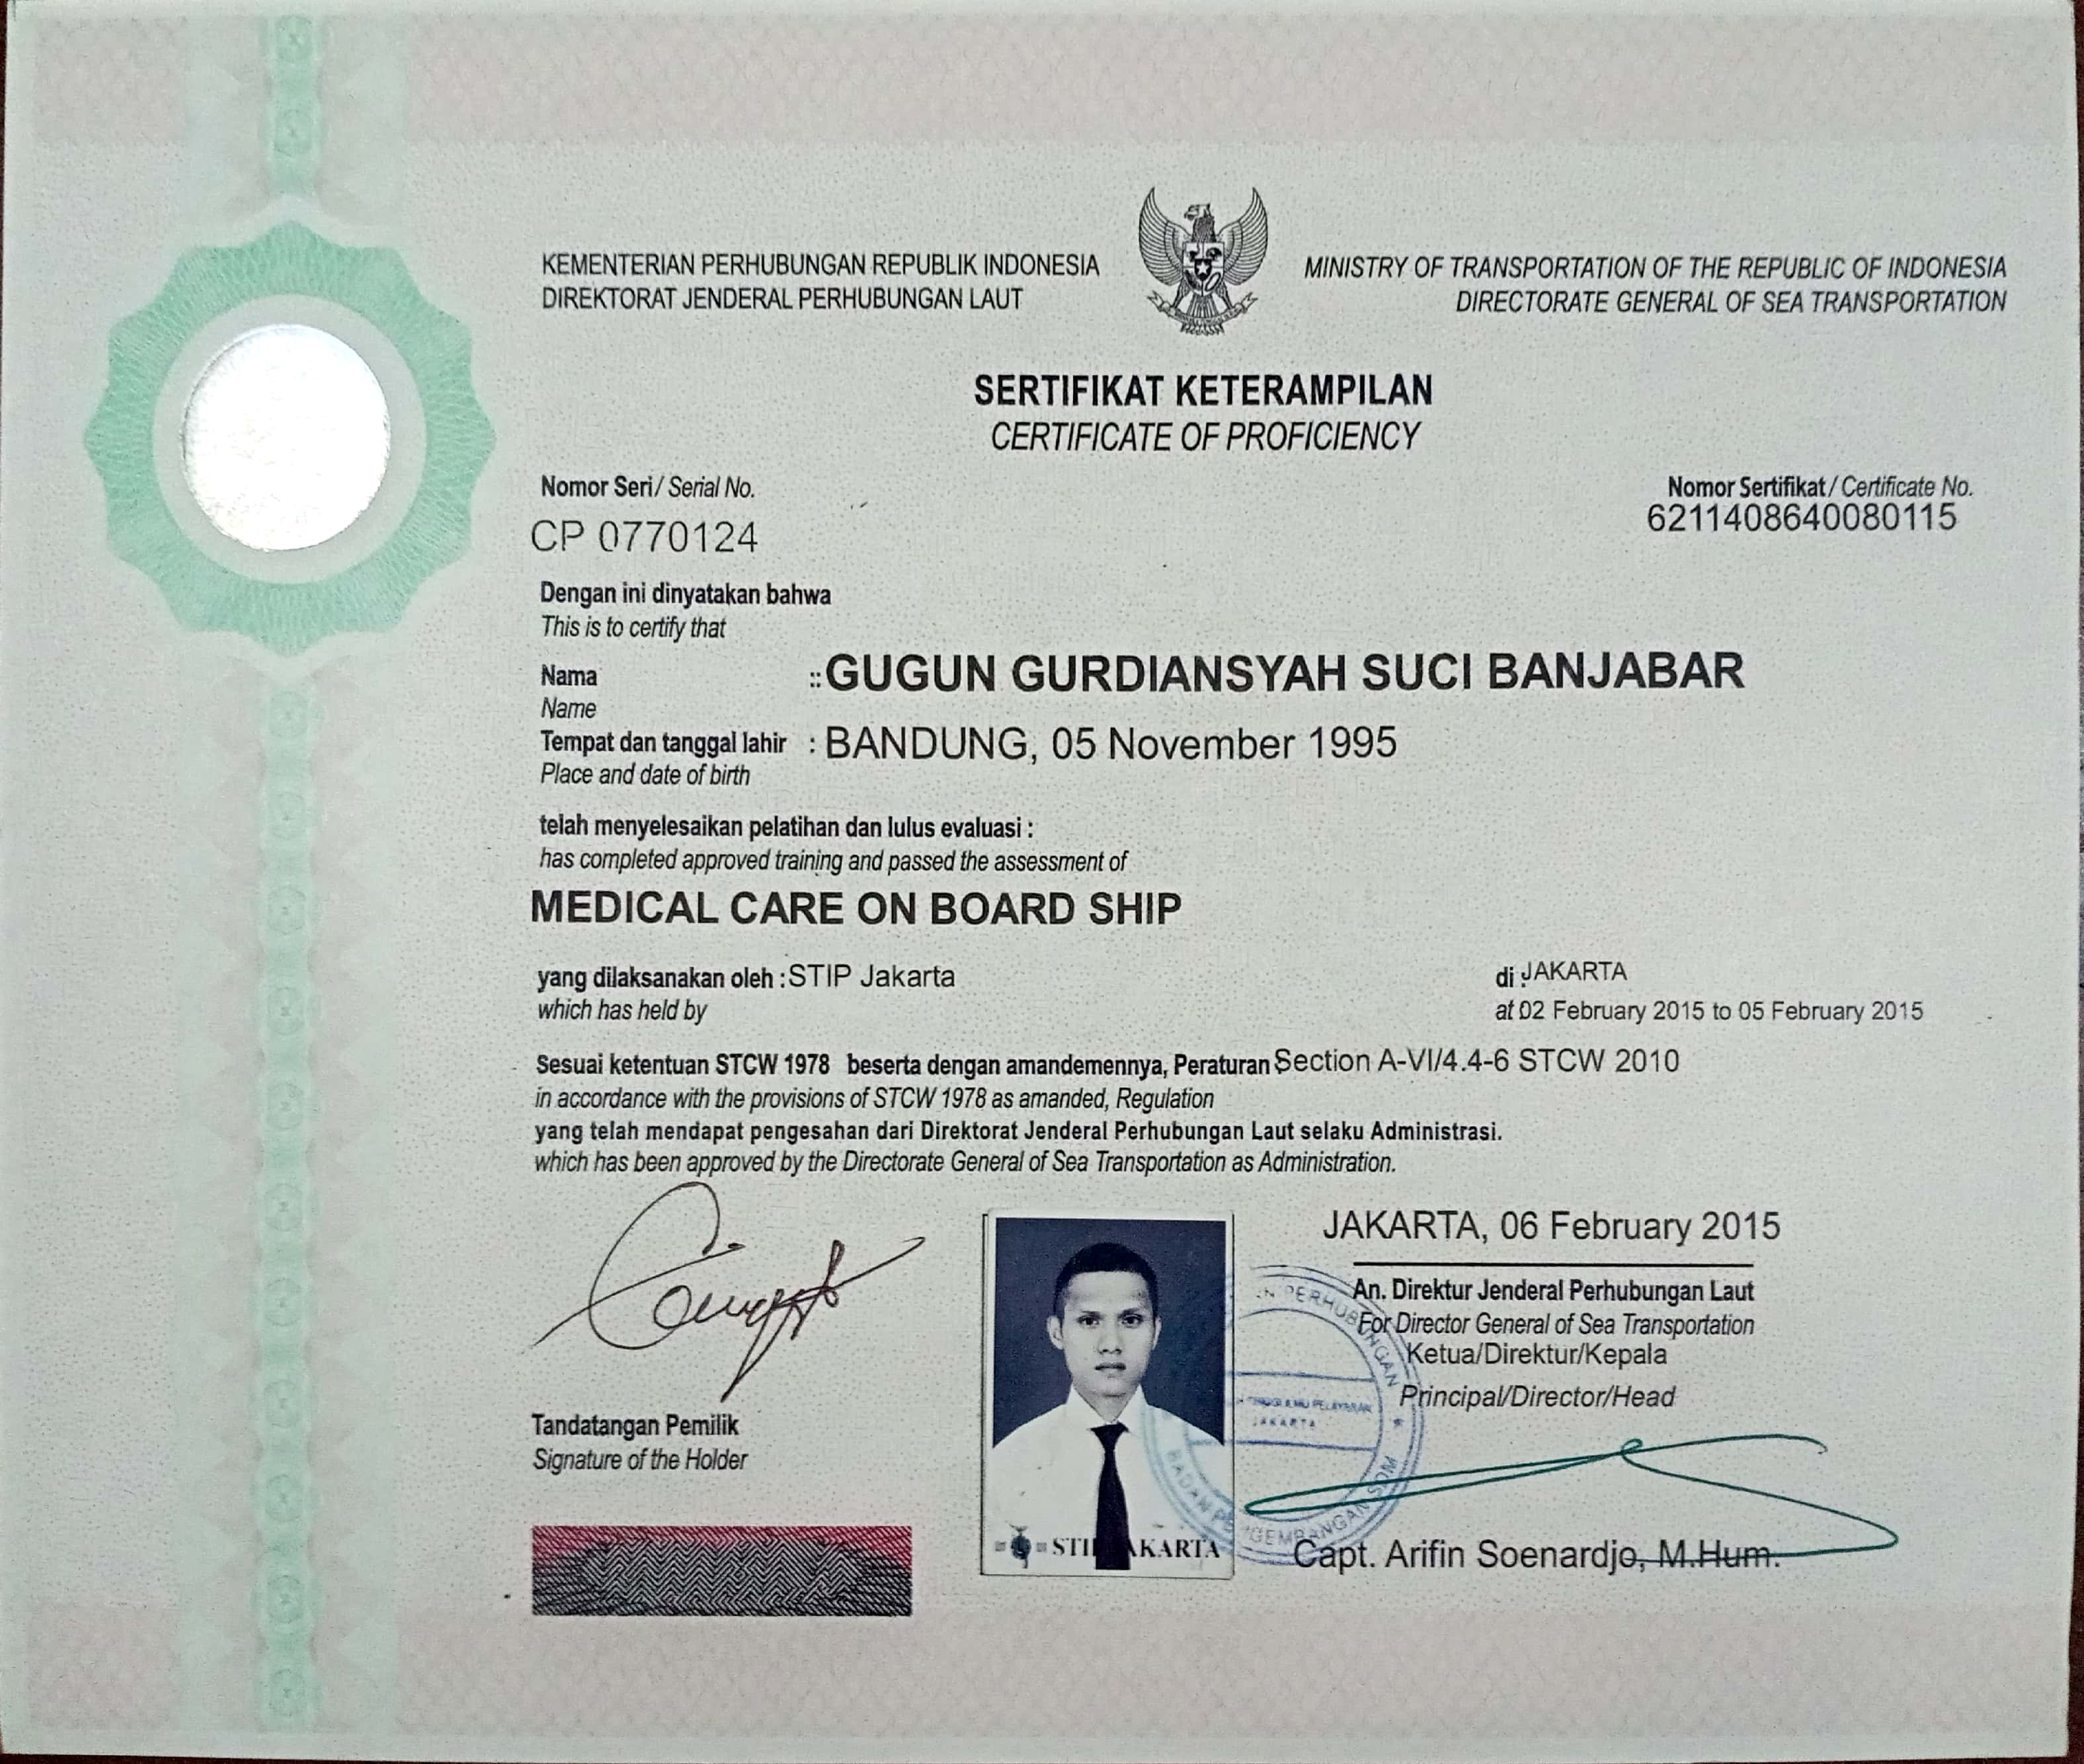 KEMENTERIAN PERHUBUNGAN REPUBLIK INDONESIA
DIREKTORAT JENDERAL PERHUBUNGAN LAUT
MINISTRY OF TRANSPORTATION OF THE REPUBLIC OF INDONESIA
DIRECTORATE GENERAL OF SEA TRANSPORTATION
SERTIFIKAT KETERAMPILAN
CERTIFICATE OF PROFICIENCY
Nomor Seri / Serial No.
CP 0770124
Nomor Sertifikat / Certificate No.
6211408640080115
Dengan ini dinyatakan bahwa
This is to certify that
Nama :: GUGUN GURDIANSYAH SUCI BANJABAR
Name
Tempat dan tanggal lahir : BANDUNG, 05 November 1995
Place and date of birth
telah menyelesaikan pelatihan dan lulus evaluasi :
has completed approved training and passed the assessment of
MEDICAL CARE ON BOARD SHIP
yang dilaksanakan oleh : STIP Jakarta
which has held by
di : JAKARTA
at 02 February 2015 to 05 February 2015
Sesuai ketentuan STCW 1978 beserta dengan amandemennya, Peraturan Section A-VI/4.4-6 STCW 2010
in accordance with the provisions of STCW 1978 as amanded, Regulation
yang telah mendapat pengesahan dari Direktorat Jenderal Perhubungan Laut selaku Administrasi.
which has been approved by the Directorate General of Sea Transportation as Administration.
JAKARTA, 06 February 2015
An. Direktur Jenderal Perhubungan Laut
For Director General of Sea Transportation
Ketua/Direktur/Kepala
Principal/Director/Head
Tandatangan Pemilik
Signature of the Holder
PERHUBUNGAN
ILMU PELAYARAN
JAKARTA
BADAN PENGEMBANGAN SDM
STI AKARTA
Capt. Arifin Soenardjo, M.Hum.